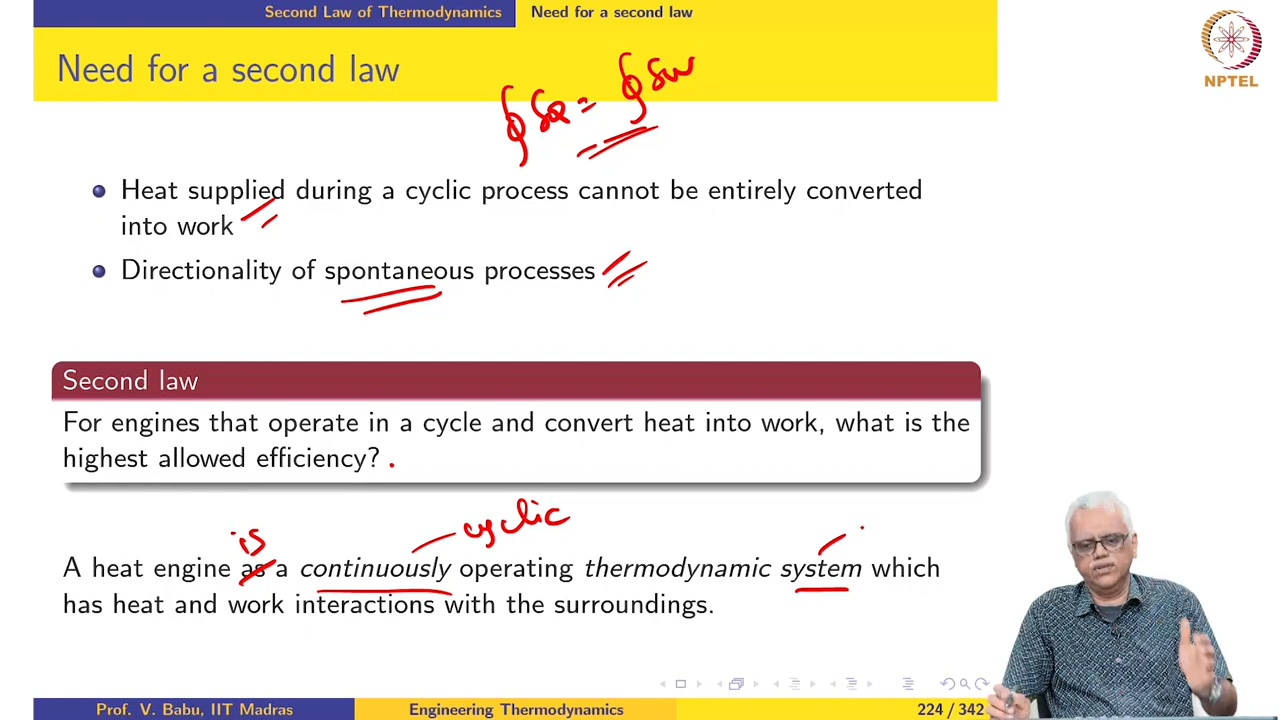 Second Law of Thermodynamics Need for a second law
Need for a second law
∮δQ = ∮δW
NPTEL
Heat supplied during a cyclic process cannot be entirely converted
into work
Directionality of spontaneous processes
Second law
For engines that operate in a cycle and convert heat into work, what is the
highest allowed efficiency? .
is
cyclic
A heat engine as a continuously operating thermodynamic system which
has heat and work interactions with the surroundings.
Prof. V. Babu, IIT Madras Engineering Thermodynamics 224 / 342